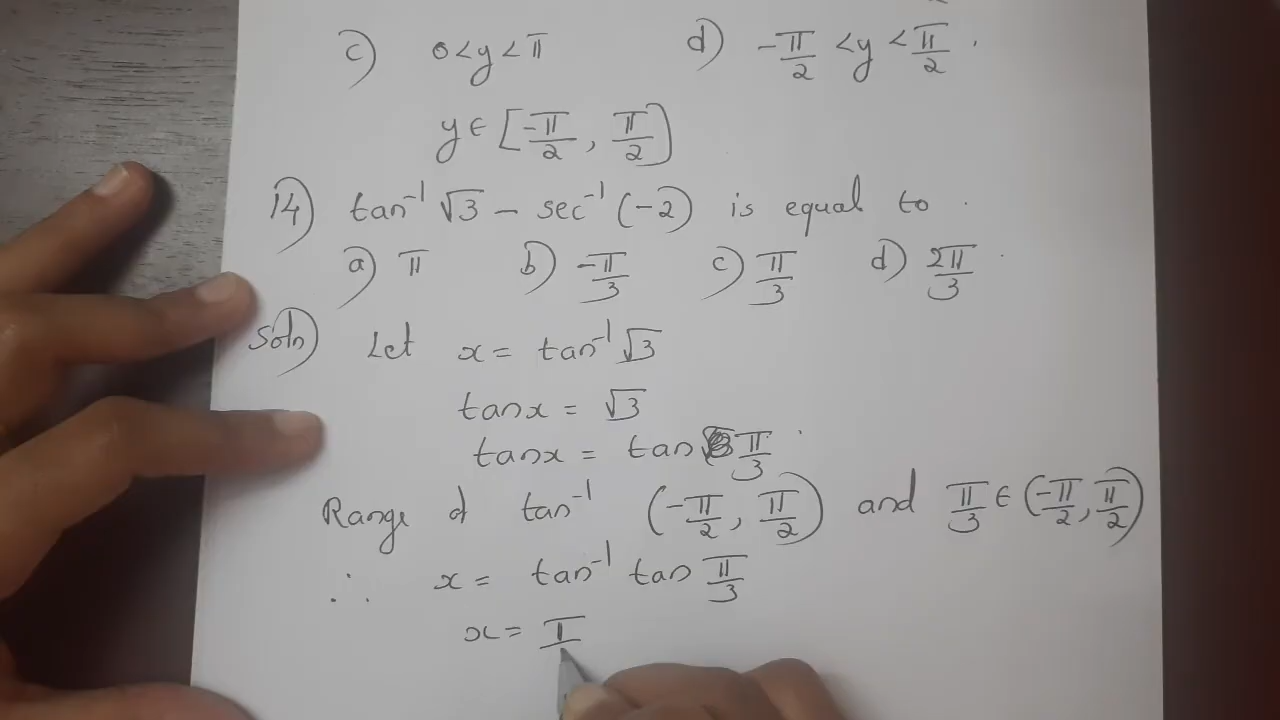 c) 0<y<π d) -π/2 <y< π/2 .
y ∈ [-π/2, π/2)
14) tan⁻¹ √3 − sec⁻¹ (−2) is equal to .
a) π b) -π/3 c) π/3 d) 2π/3 .
Soln) Let x = tan⁻¹ √3
tanx = √3
tanx = tan π/3 .
Range of tan⁻¹ (-π/2, π/2) and π/3 ∈ (-π/2, π/2)
∴ x = tan⁻¹ tan π/3
x = π